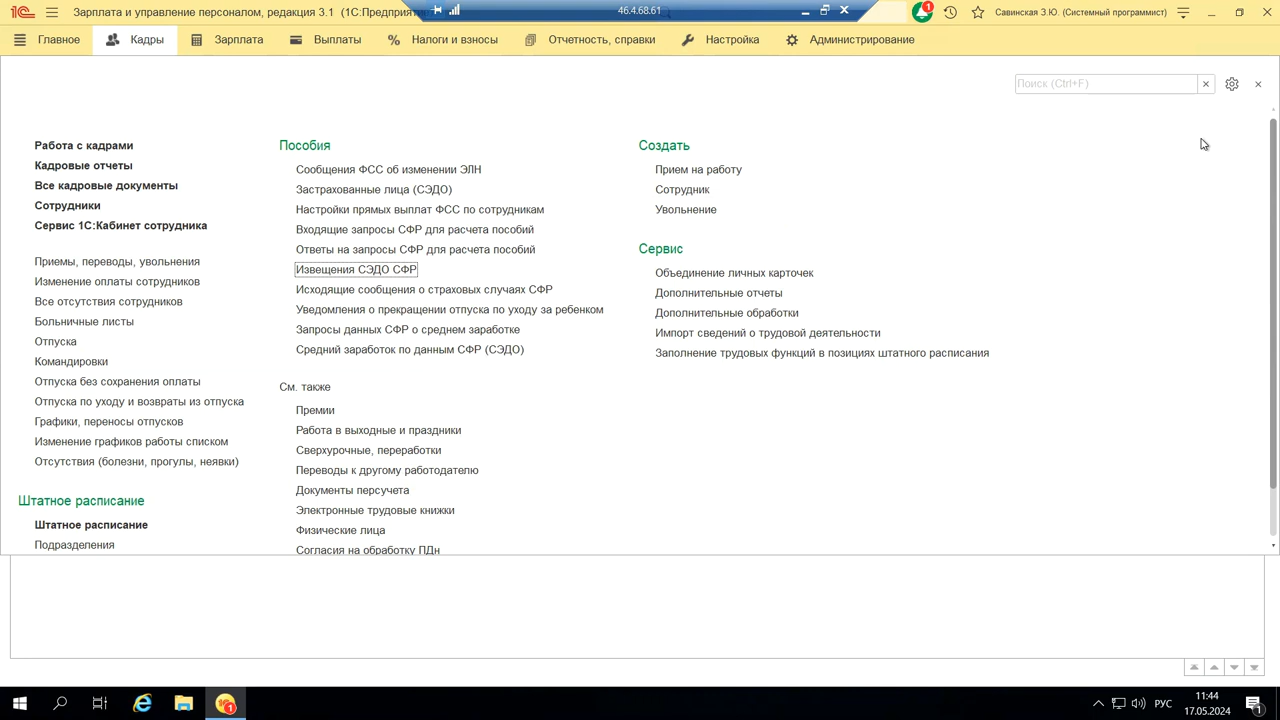 Зарплата и управление персоналом, редакция 3.1 (1С:Предприятие
46.4.68.61
1
Савинская З.Ю. (Системный программист)
Главное
Кадры
Зарплата
Выплаты
Налоги и взносы
Отчетность, справки
Настройка
Администрирование
Поиск (Ctrl+F)
Работа с кадрами
Кадровые отчеты
Все кадровые документы
Сотрудники
Сервис 1С:Кабинет сотрудника
Приемы, переводы, увольнения
Изменение оплаты сотрудников
Все отсутствия сотрудников
Больничные листы
Отпуска
Командировки
Отпуска без сохранения оплаты
Отпуска по уходу и возвраты из отпуска
Графики, переносы отпусков
Изменение графиков работы списком
Отсутствия (болезни, прогулы, неявки)
Штатное расписание
Штатное расписание
Подразделения
Пособия
Сообщения ФСС об изменении ЭЛН
Застрахованные лица (СЭДО)
Настройки прямых выплат ФСС по сотрудникам
Входящие запросы СФР для расчета пособий
Ответы на запросы СФР для расчета пособий
Извещения СЭДО СФР
Исходящие сообщения о страховых случаях СФР
Уведомления о прекращении отпуска по уходу за ребенком
Запросы данных СФР о среднем заработке
Средний заработок по данным СФР (СЭДО)
См. также
Премии
Работа в выходные и праздники
Сверхурочные, переработки
Переводы к другому работодателю
Документы персучета
Электронные трудовые книжки
Физические лица
Согласия на обработку ПДн
Создать
Прием на работу
Сотрудник
Увольнение
Сервис
Объединение личных карточек
Дополнительные отчеты
Дополнительные обработки
Импорт сведений о трудовой деятельности
Заполнение трудовых функций в позициях штатного расписания
1
РУС
11:44
17.05.2024
1